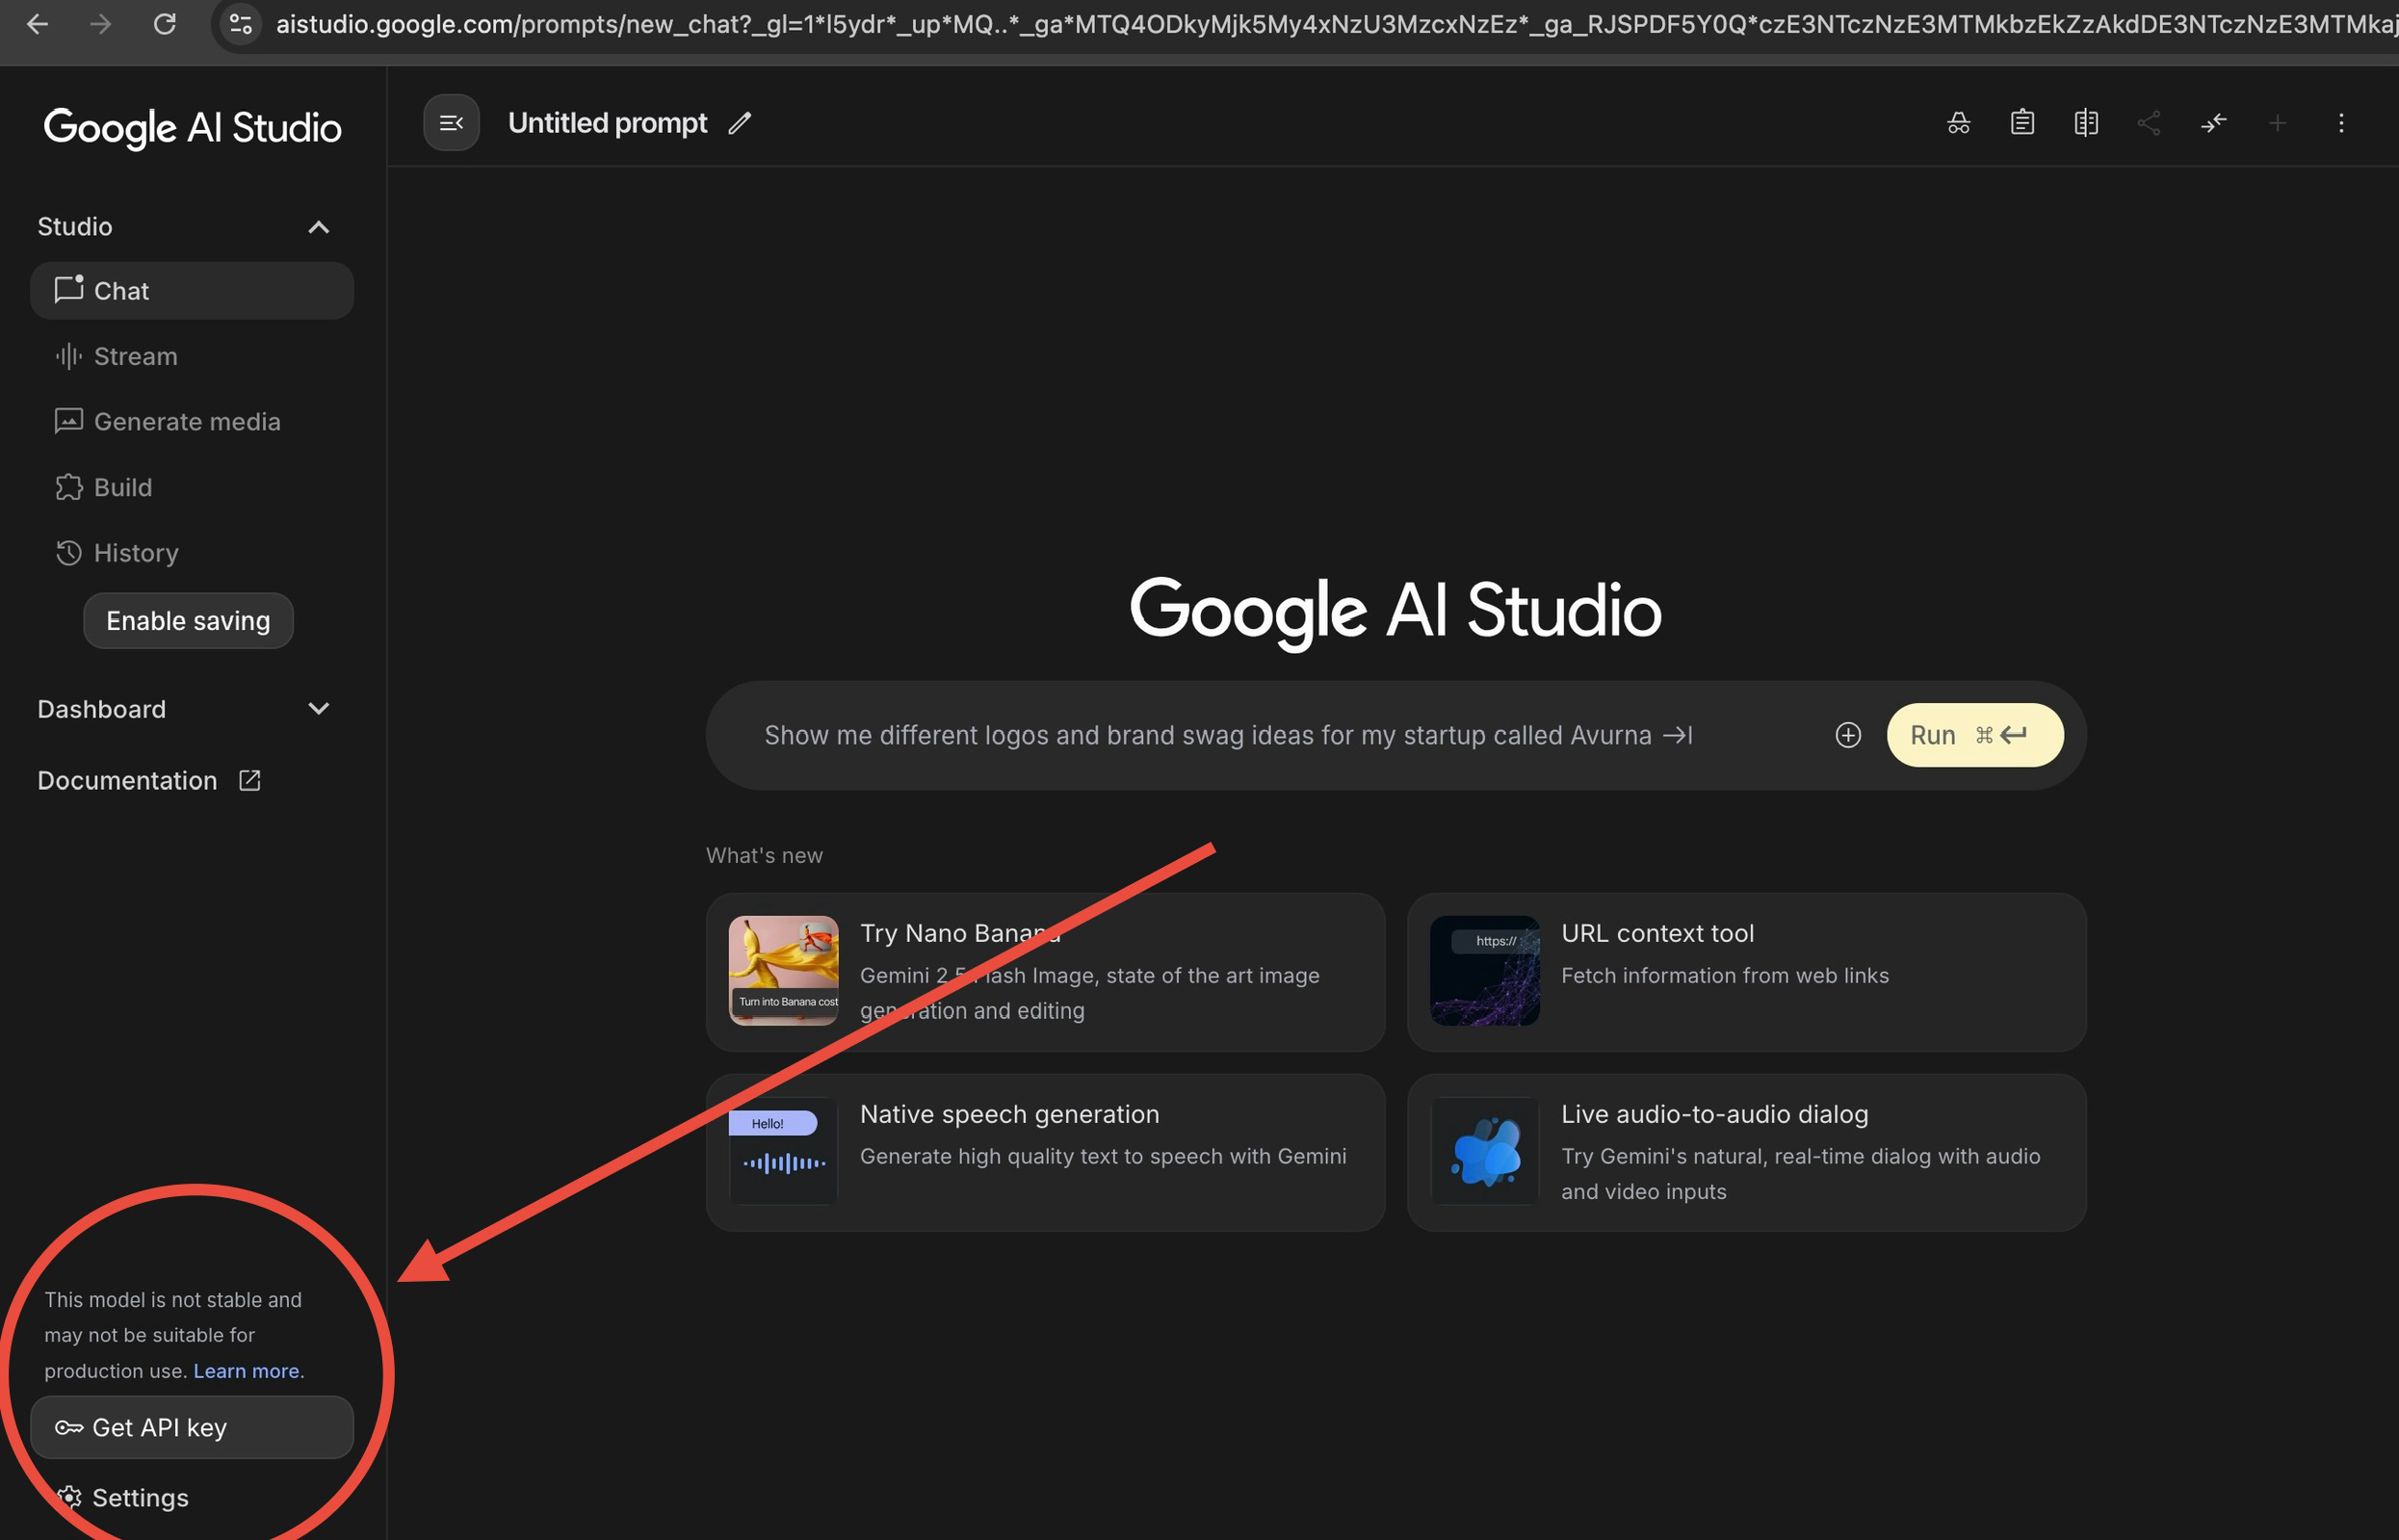 aistudio.google.com/prompts/new_chat?_gl=1*l5ydr*_up*MQ..*_ga*MTQ4ODkyMjk5My4xNzU3MzcxNzEz*_ga_RJSPDF5Y0Q*czE3NTczNzE3MTMkbzEkZzAkdDE3NTczNzE3MTMkaj
Google AI Studio
Untitled prompt
Studio
Chat
Stream
Generate media
Build
History
Enable saving
Dashboard
Documentation
Google AI Studio
Show me different logos and brand swag ideas for my startup called Avurna
Run ⌘
What's new
Try Nano Banana
Gemini 2.5 Flash Image, state of the art image
generation and editing
Turn into Banana cost
URL context tool
Fetch information from web links
https://
Native speech generation
Generate high quality text to speech with Gemini
Hello!
Live audio-to-audio dialog
Try Gemini's natural, real-time dialog with audio
and video inputs
This model is not stable and
may not be suitable for
production use. Learn more.
Get API key
Settings